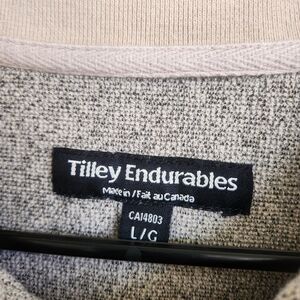 Tilley Endurables
Made in / Fait au Canada
CA14803
L/G